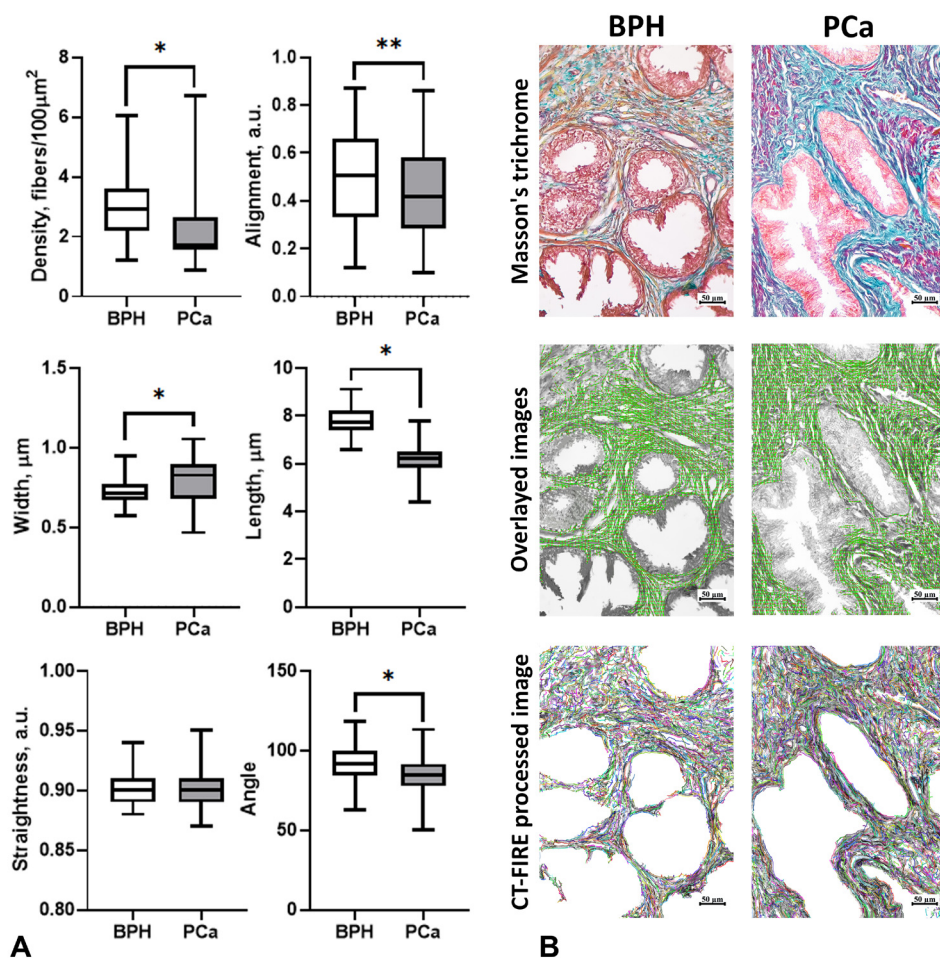 BPH PCa
*
Density, fibers/100μm²
8
6
4
2
0
BPH PCa
**
Alignment, a.u.
1.0
0.8
0.6
0.4
0.2
0.0
BPH PCa
*
Width, μm
1.5
1.0
0.5
0.0
BPH PCa
*
Length, μm
10
8
6
4
2
0
BPH PCa
Straightness, a.u.
1.00
0.95
0.90
0.85
0.80
BPH PCa
*
Angle
150
100
50
0
BPH PCa
A
Masson's trichrome
50 μm
50 μm
Overlayed images
50 μm
50 μm
CT-FIRE processed image
50 μm
50 μm
B